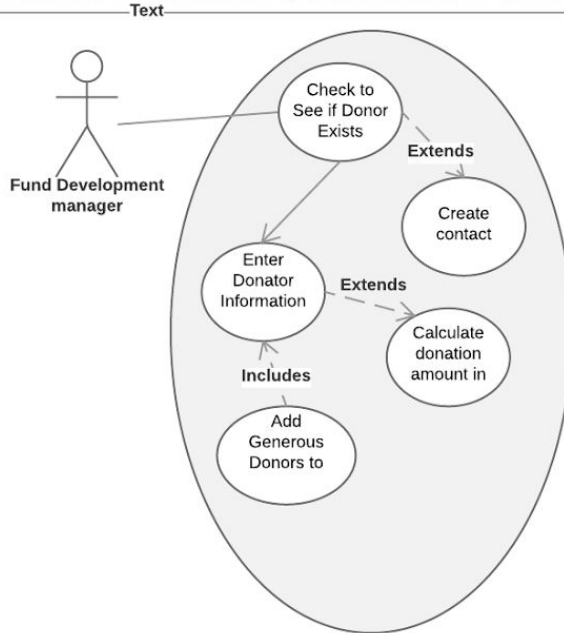 Text
Check to
See if Donor
Exists
Extends
Fund Development
manager
Create
contact
Enter
Donator
Information
Extends
Calculate
donation
amount in
Includes
Add
Generous
Donors to